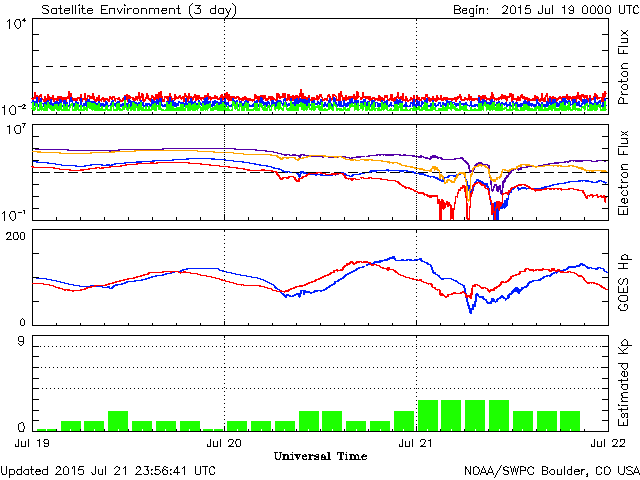 Satellite Environment (3 day) Begin: 2015 Jul 19 0000 UTC
10^4
10^-2
Proton Flux
10^7
10^-1
Electron Flux
200
0
GOES Hp
9
0
Estimated Kp
Jul 19 Jul 20 Jul 21 Jul 22
Universal Time
Updated 2015 Jul 21 23:56:41 UTC NOAA/SWPC Boulder, CO USA